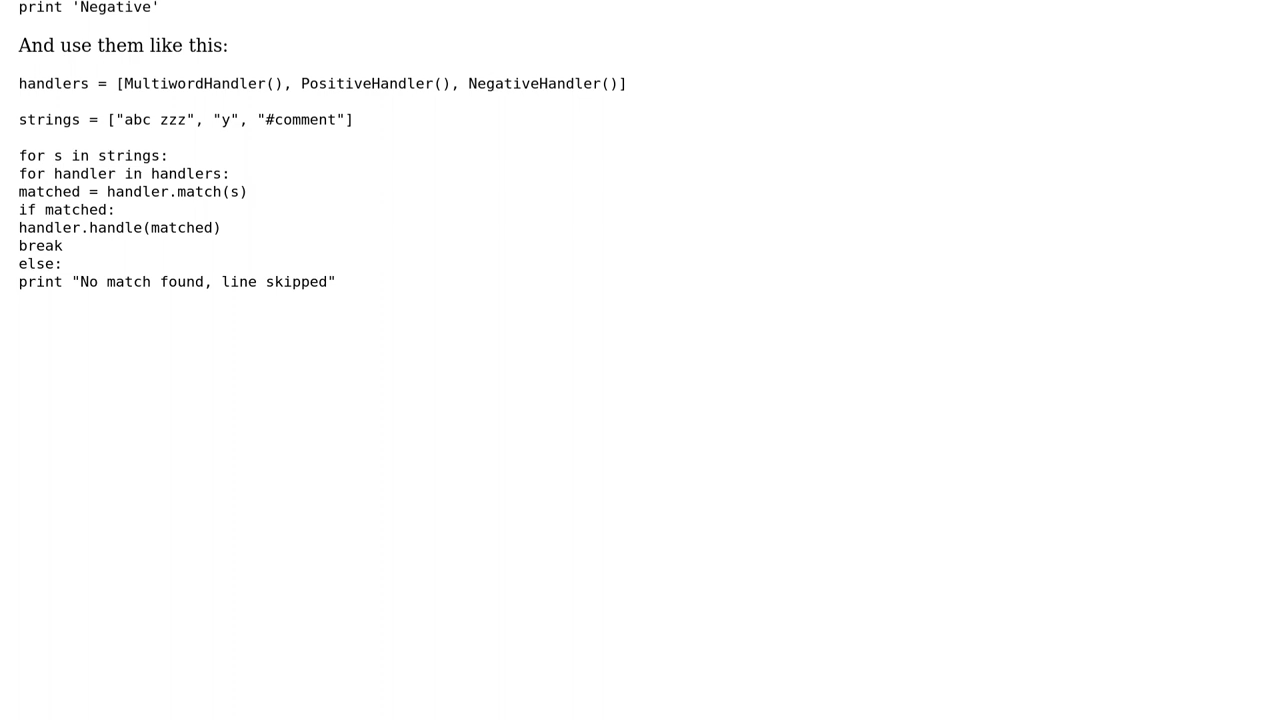 print 'Negative'
And use them like this:
handlers = [MultiwordHandler(), PositiveHandler(), NegativeHandler()]
strings = ["abc zzz", "y", "#comment"]
for s in strings:
for handler in handlers:
matched = handler.match(s)
if matched:
handler.handle(matched)
break
else:
print "No match found, line skipped"